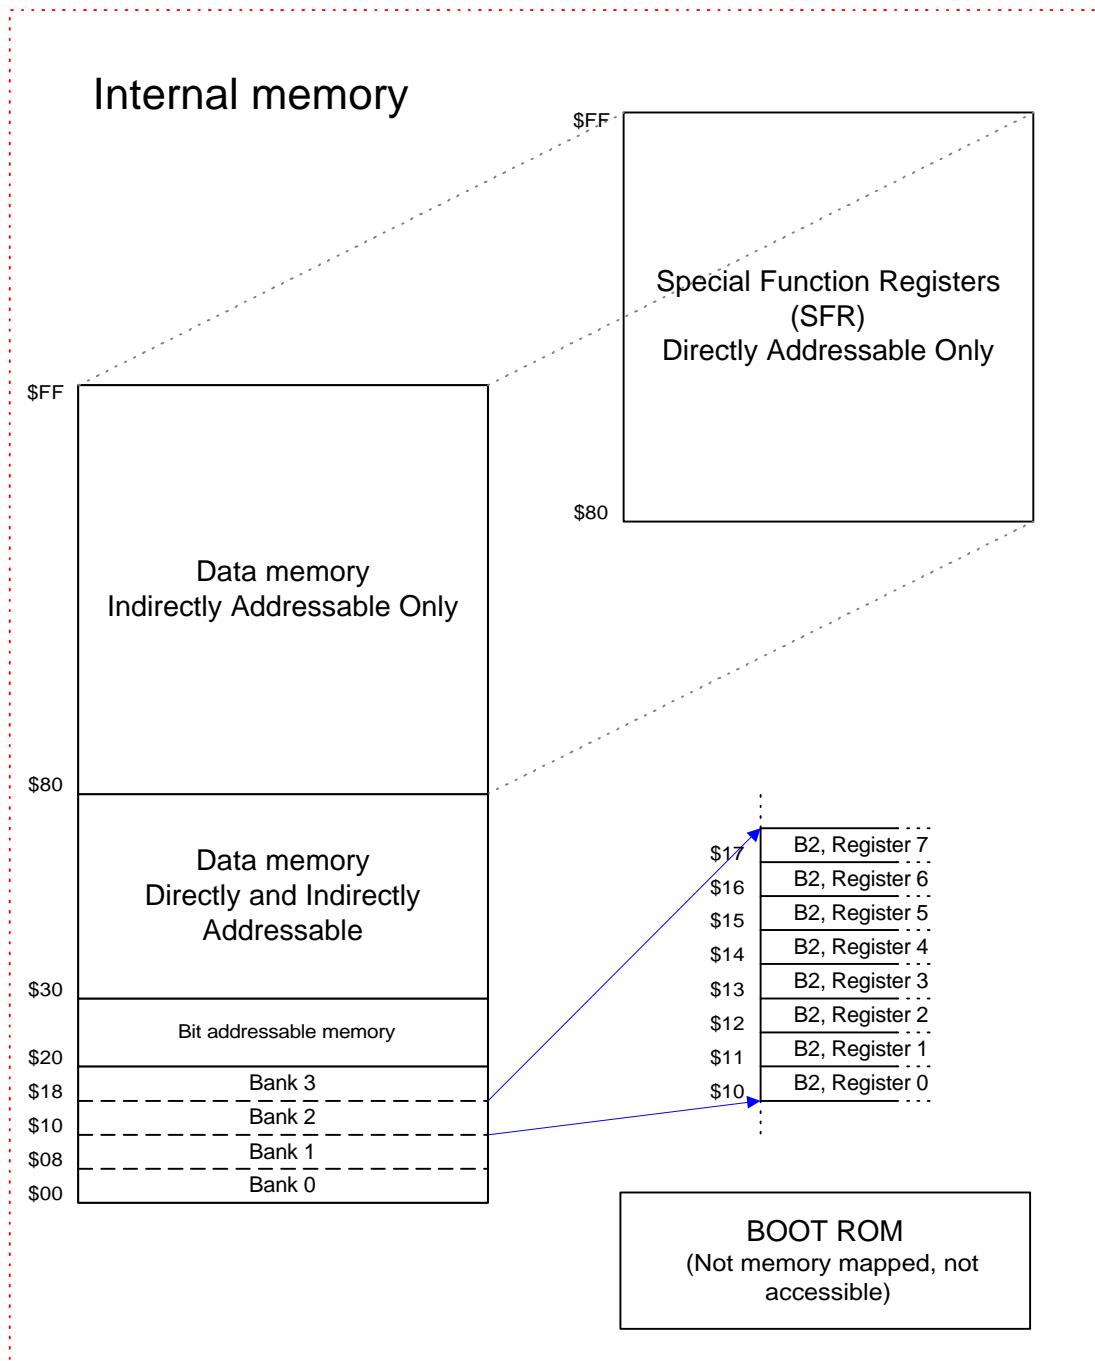 Internal memory
$FF
Special Function Registers
(SFR)
Directly Addressable Only
$80
$FF
Data memory
Indirectly Addressable Only
$80
Data memory
Directly and Indirectly
Addressable
$30
Bit addressable memory
$20
Bank 3
$18
Bank 2
$10
Bank 1
$08
Bank 0
$00
B2, Register 7
$17
B2, Register 6
$16
B2, Register 5
$15
B2, Register 4
$14
B2, Register 3
$13
B2, Register 2
$12
B2, Register 1
$11
B2, Register 0
$10
BOOT ROM
(Not memory mapped, not
accessible)